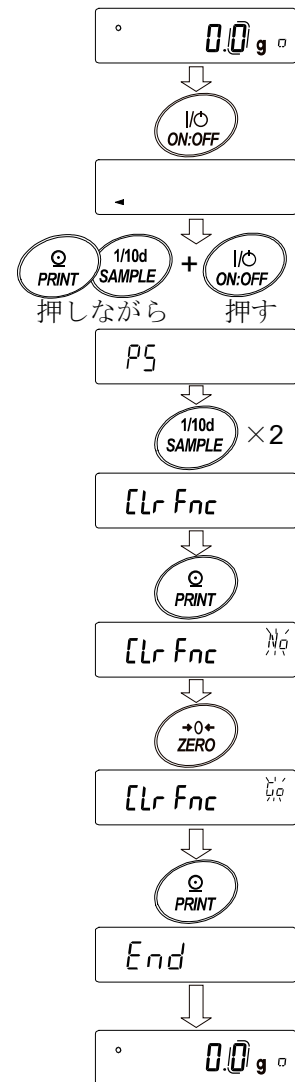 0.0 g
I/⏻
ON:OFF
PRINT 1/10d SAMPLE + I/⏻ ON:OFF
押しながら 押す
PS
1/10d
SAMPLE ×2
CLr Fnc
PRINT
CLr Fnc No
→0←
ZERO
CLr Fnc Go
PRINT
End
0.0 g